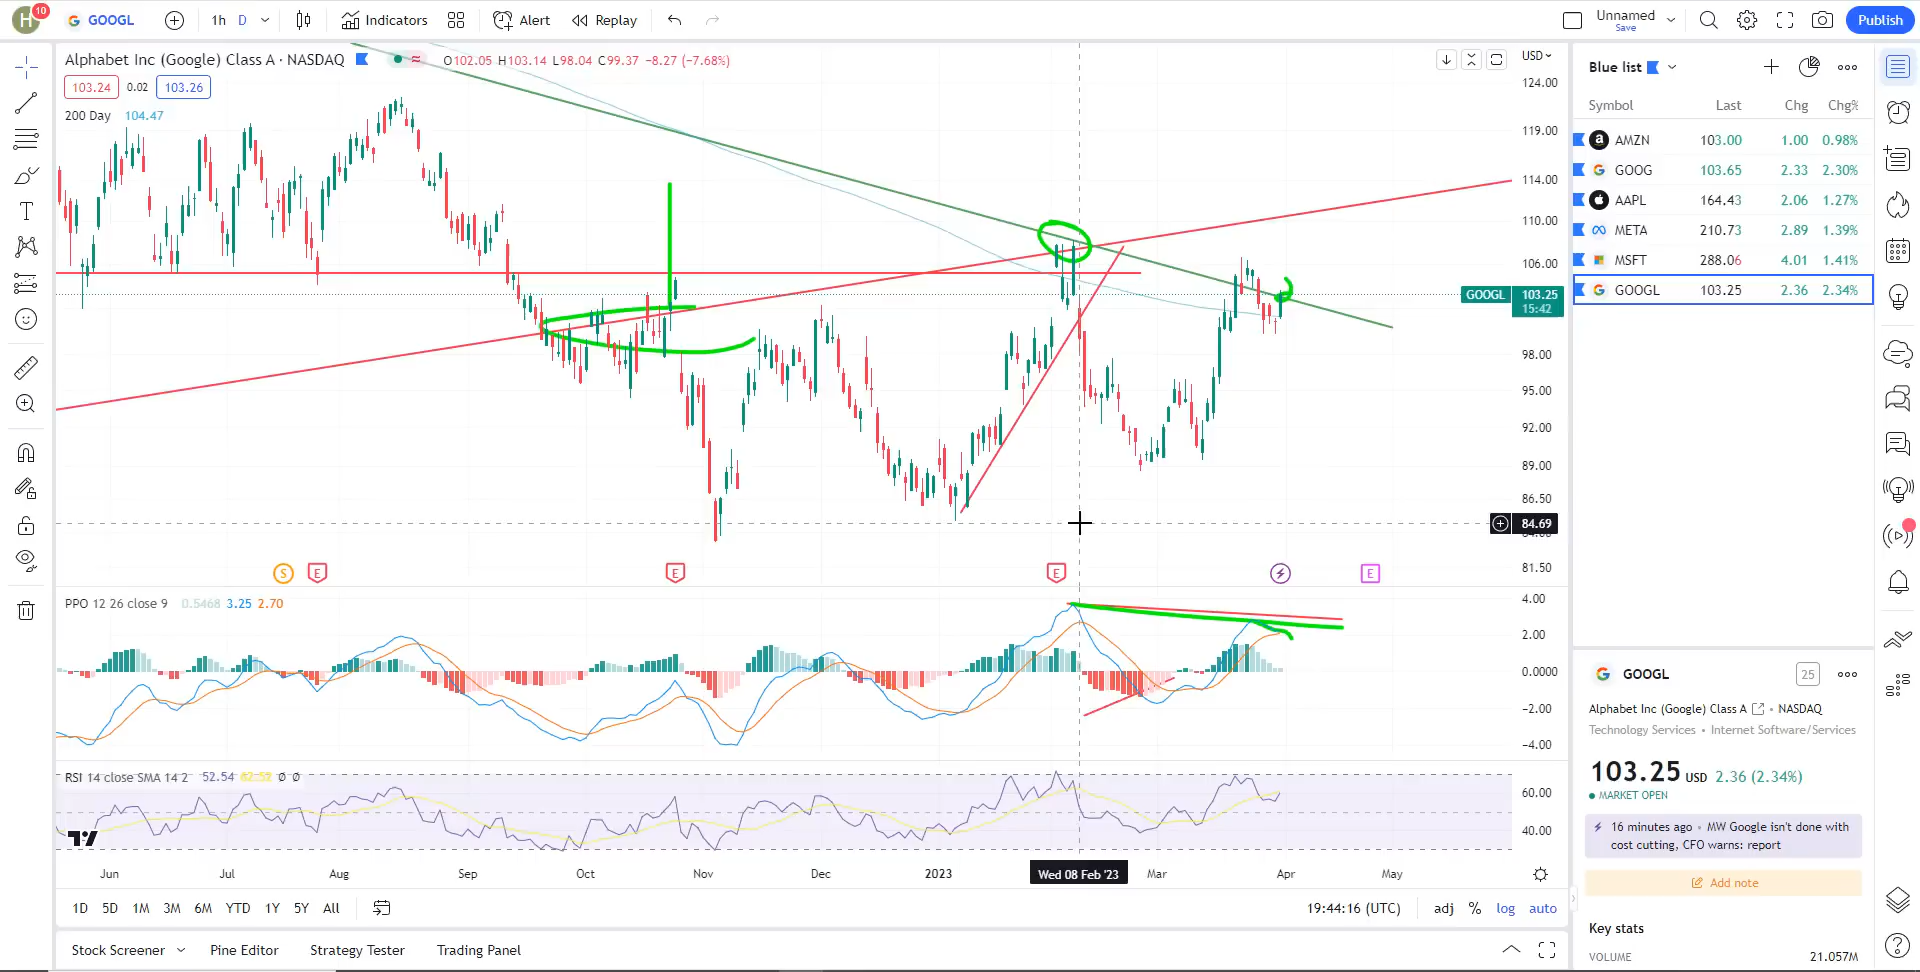 H 10 GOOGL 1h D Indicators Alert Replay Unnamed Save Publish
Alphabet Inc (Google) Class A · NASDAQ O102.05 H103.14 L98.04 C99.37 −8.27 (−7.68%)
103.24 0.02 103.26
200 Day 104.47
USD
124.00
119.00
114.00
110.00
106.00
GOOGL 103.25
15:42
98.00
95.00
92.00
89.00
86.50
84.69
81.50
S E E E E
PPO 12 26 close 9 0.5468 3.25 2.70
4.00
2.00
0.0000
−2.00
−4.00
RSI 14 close SMA 14 2 52.54 Ø Ø
60.00
40.00
Jun Jul Aug Sep Oct Nov Dec 2023 Wed 08 Feb '23 Mar Apr May
1D 5D 1M 3M 6M YTD 1Y 5Y All 19:44:16 (UTC) adj % log auto
Stock Screener Pine Editor Strategy Tester Trading Panel
Blue list
Symbol Last Chg Chg%
AMZN 103.00 1.00 0.98%
GOOG 103.65 2.33 2.30%
AAPL 164.43 2.06 1.27%
META 210.73 2.89 1.39%
MSFT 288.06 4.01 1.41%
GOOGL 103.25 2.36 2.34%
GOOGL 25
Alphabet Inc (Google) Class A • NASDAQ
Technology Services • Internet Software/Services
103.25 USD 2.36 (2.34%)
MARKET OPEN
16 minutes ago • MW Google isn't done with
cost cutting, CFO warns: report
Add note
Key stats
VOLUME 21.057M